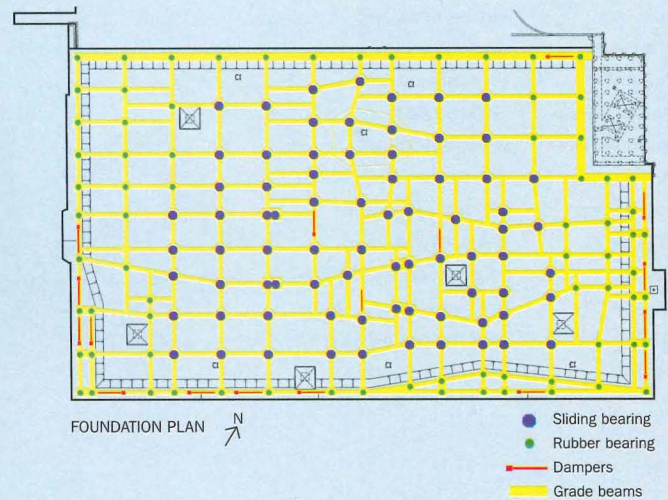 FOUNDATION PLAN
N
Sliding bearing
Rubber bearing
Dampers
Grade beams